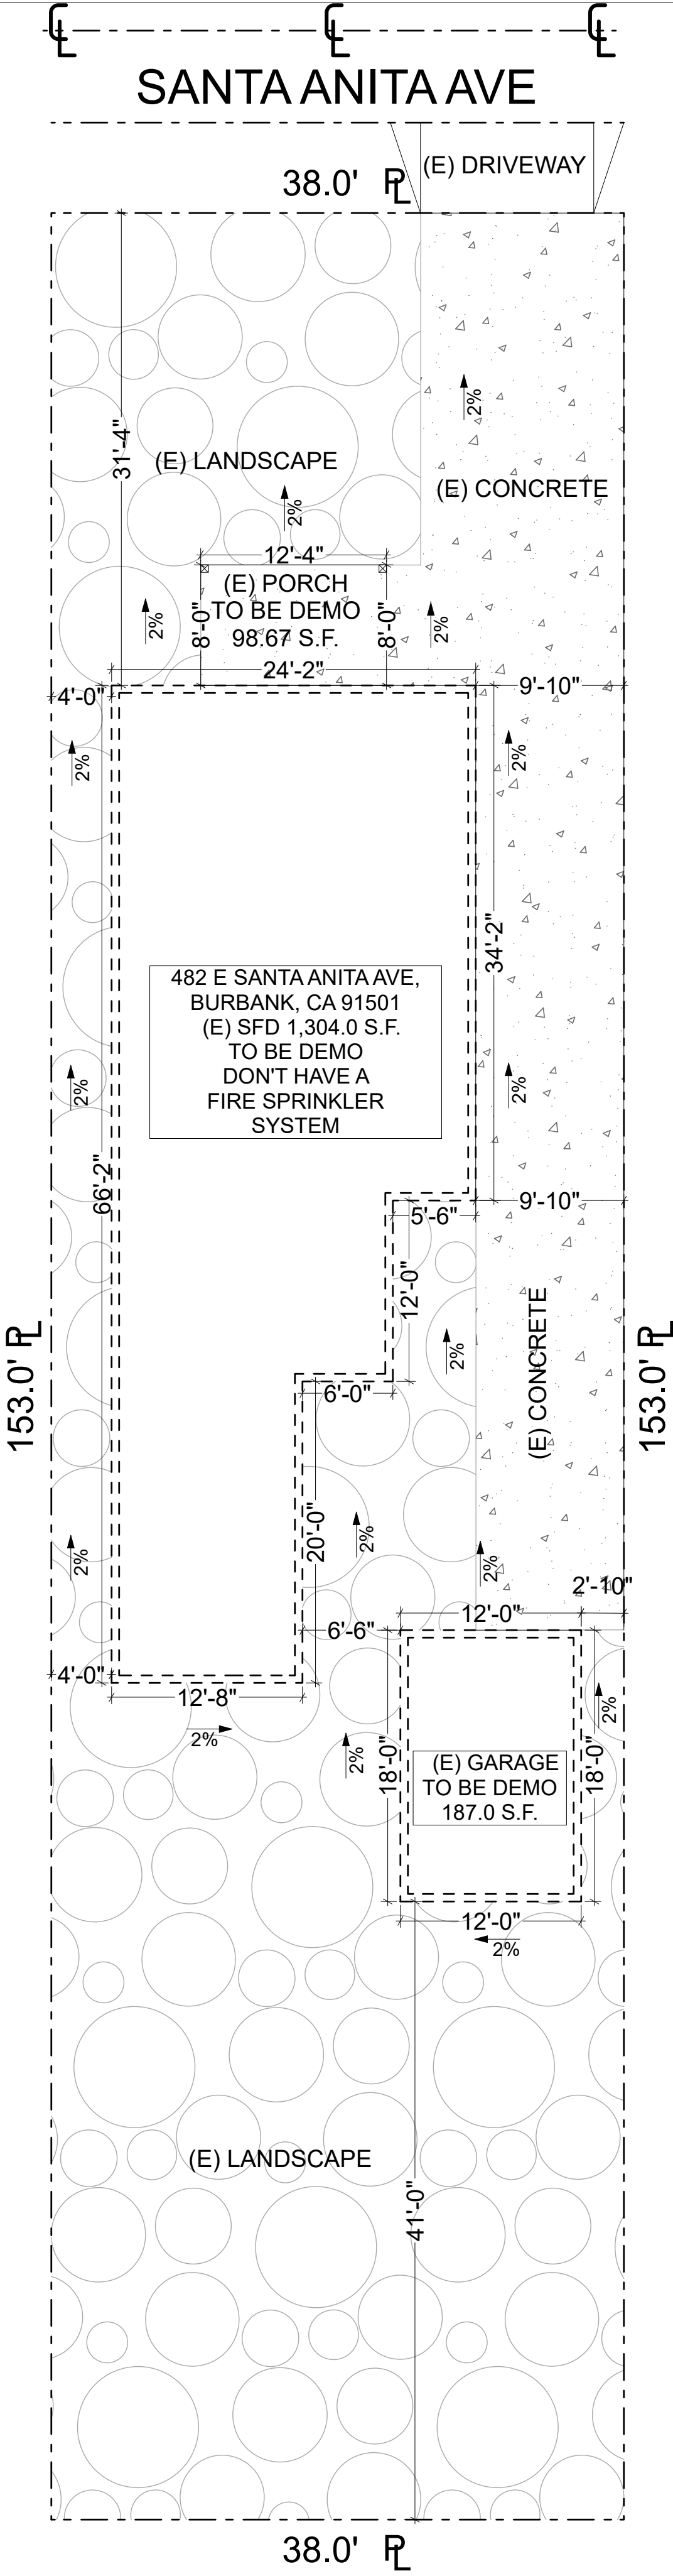 CL CL CL
SANTA ANITA AVE
(E) DRIVEWAY
38.0' PL
31'-4"
(E) LANDSCAPE
2%
(E) CONCRETE
2%
12'-4"
(E) PORCH
TO BE DEMO
98.67 S.F.
8'-0"
8'-0"
2%
2%
24'-2"
4'-0"
9'-10"
2%
2%
34'-2"
482 E SANTA ANITA AVE,
BURBANK, CA 91501
(E) SFD 1,304.0 S.F.
TO BE DEMO
DON'T HAVE A
FIRE SPRINKLER
SYSTEM
2%
2%
66'-2"
9'-10"
5'-6"
12'-0"
2%
(E) CONCRETE
153.0' PL
153.0' PL
6'-0"
20'-0"
2%
2%
2%
2'-10"
12'-0"
6'-6"
4'-0"
12'-8"
2%
2%
2%
18'-0"
(E) GARAGE
TO BE DEMO
187.0 S.F.
18'-0"
12'-0"
2%
(E) LANDSCAPE
41'-0"
38.0' PL